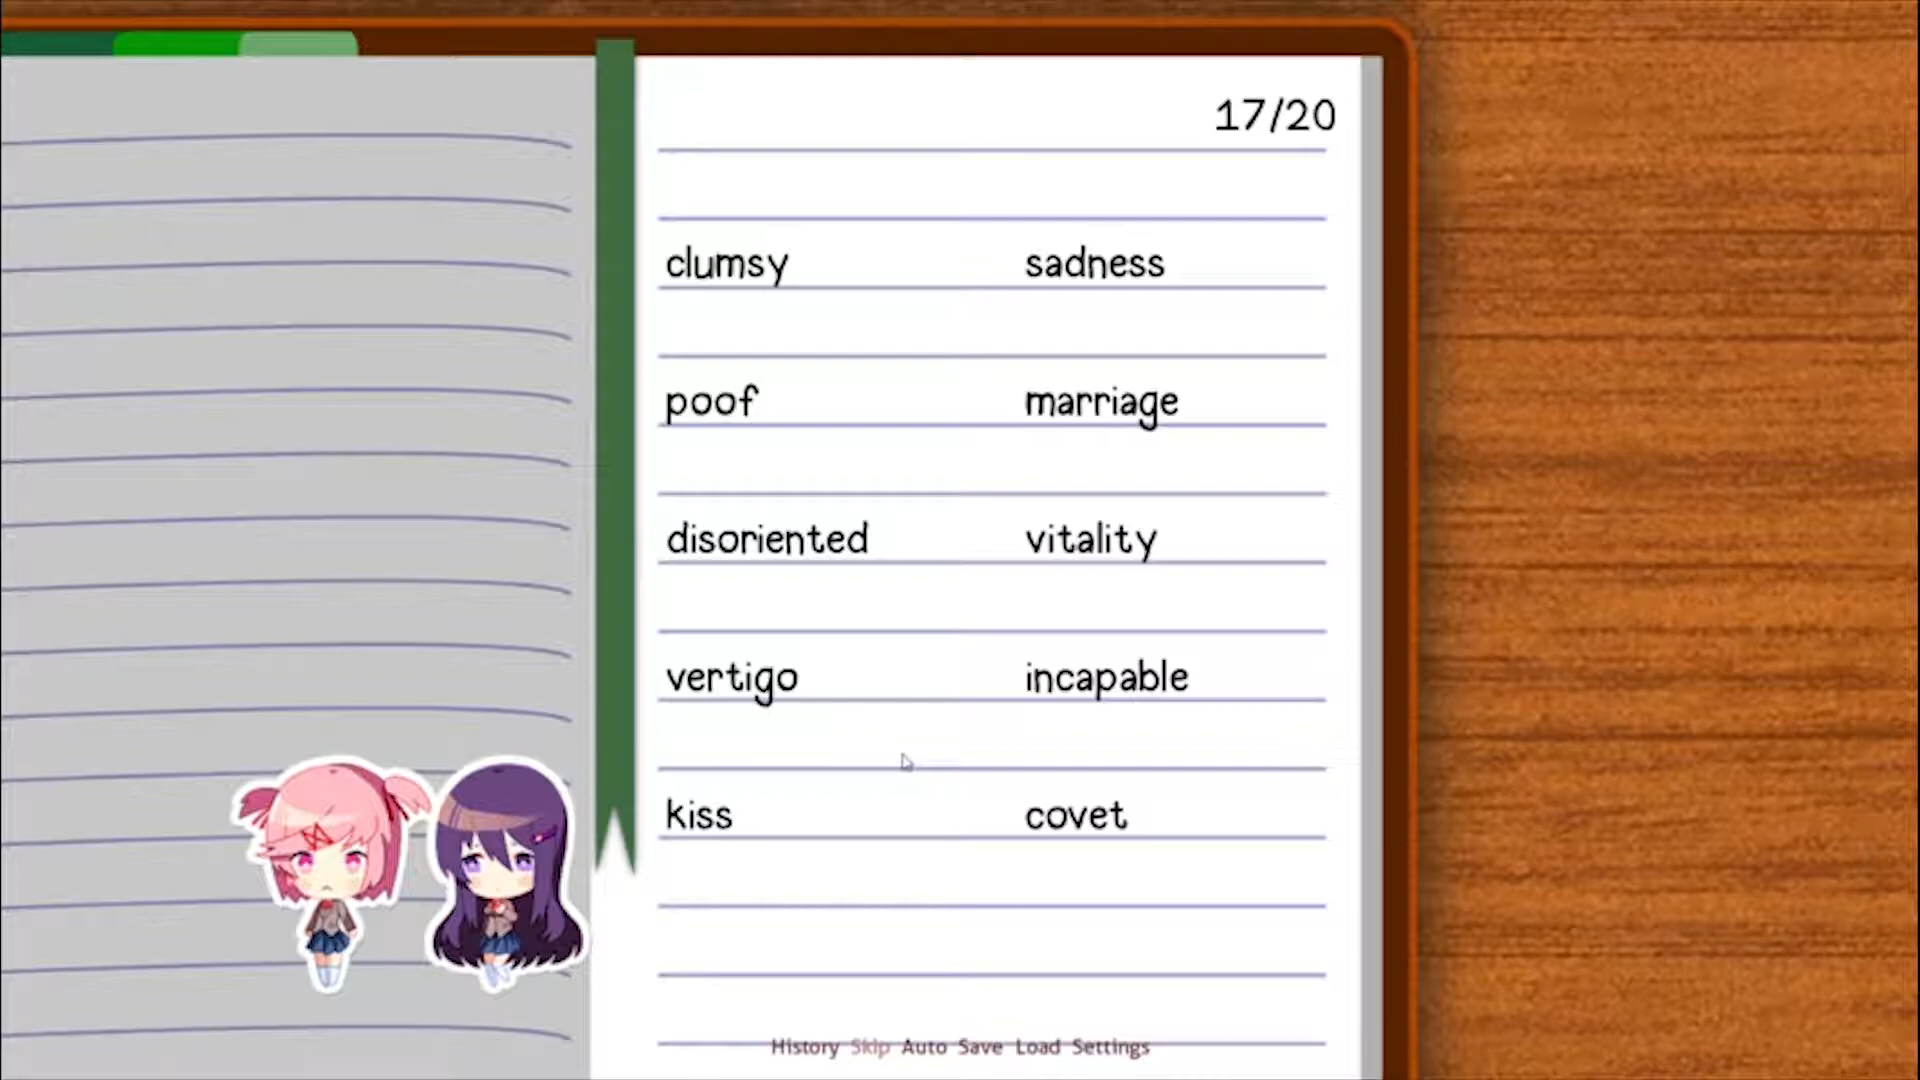 17/20
clumsy sadness
poof marriage
disoriented vitality
vertigo incapable
kiss covet
History Skip Auto Save Load Settings